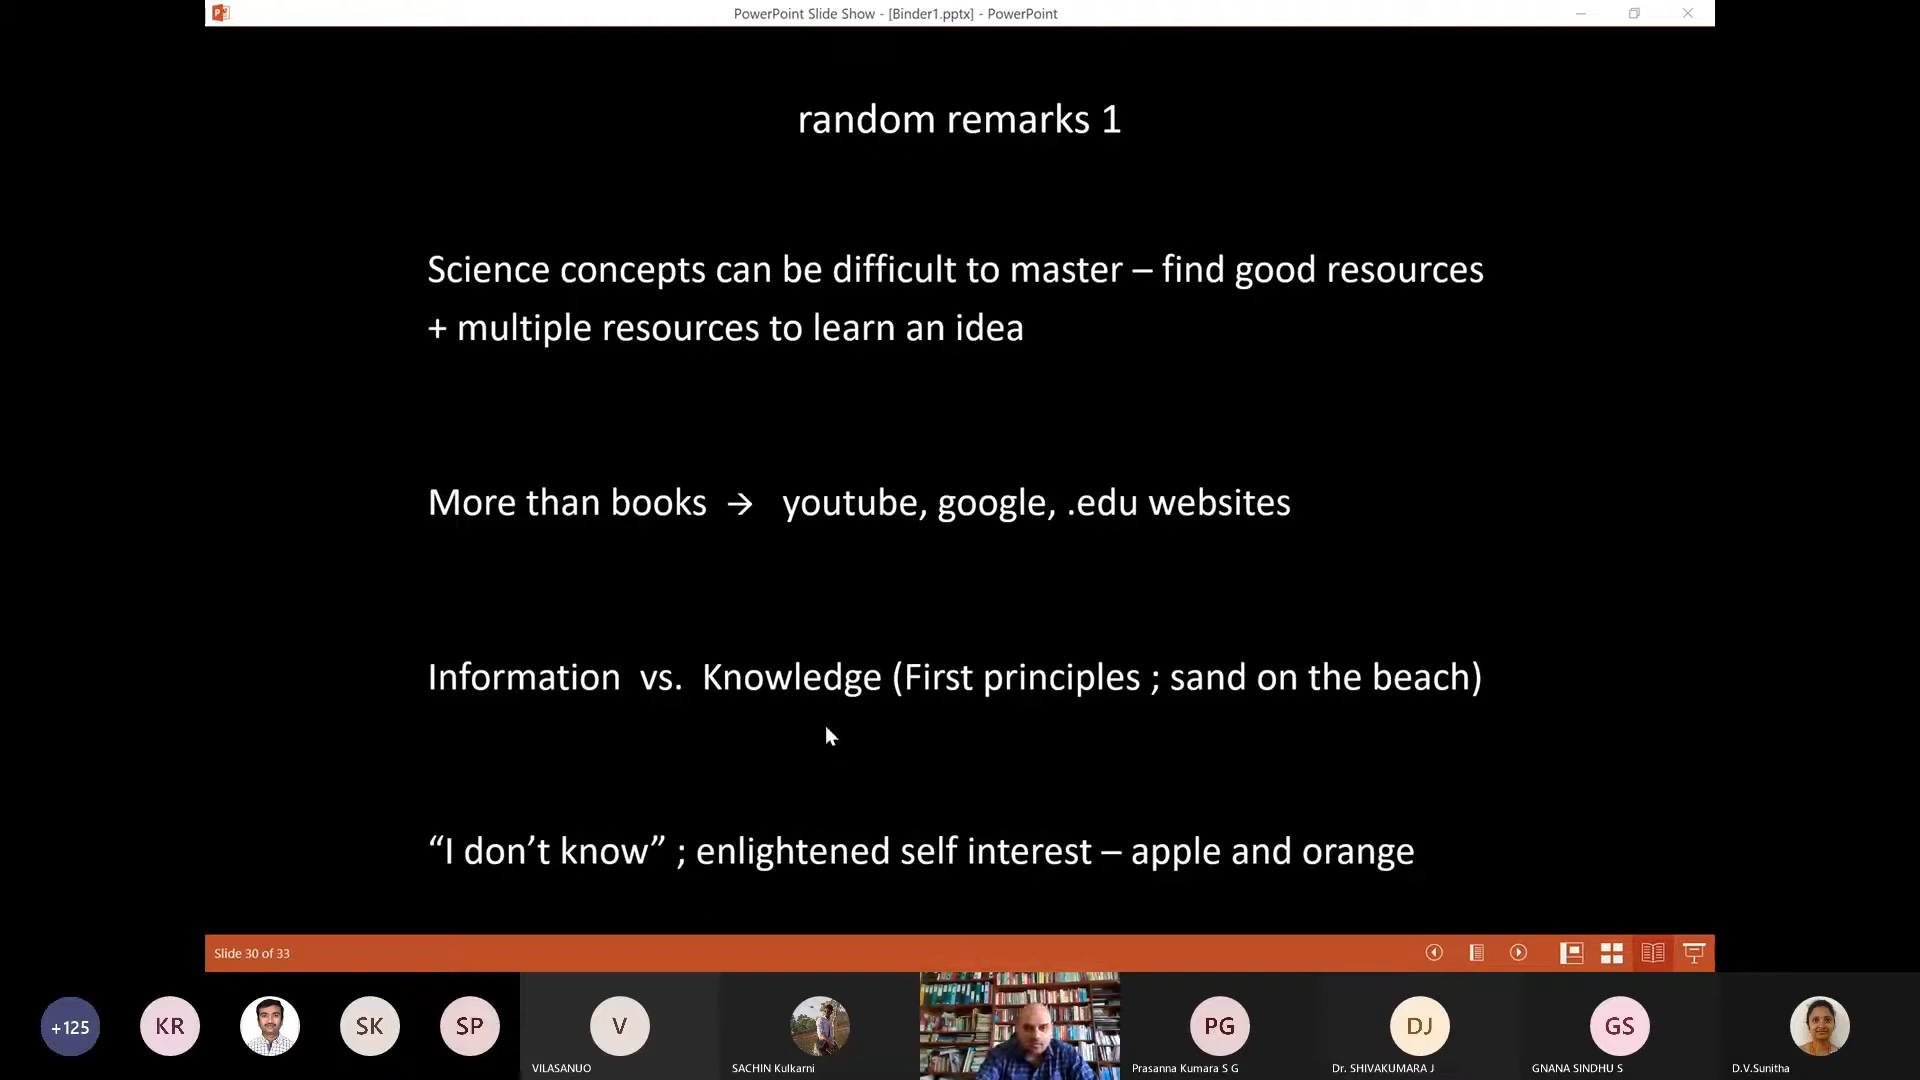 PowerPoint Slide Show - [Binder1.pptx] - PowerPoint
random remarks 1
Science concepts can be difficult to master – find good resources
+ multiple resources to learn an idea
More than books → youtube, google, .edu websites
Information vs. Knowledge (First principles ; sand on the beach)
“I don’t know” ; enlightened self interest – apple and orange
Slide 30 of 33
+125
KR
SK
SP
V
PG
DJ
GS
VILASANUO
SACHIN Kulkarni
Prasanna Kumara S G
Dr. SHIVAKUMARA J
GNANA SINDHU S
D.V.Sunitha